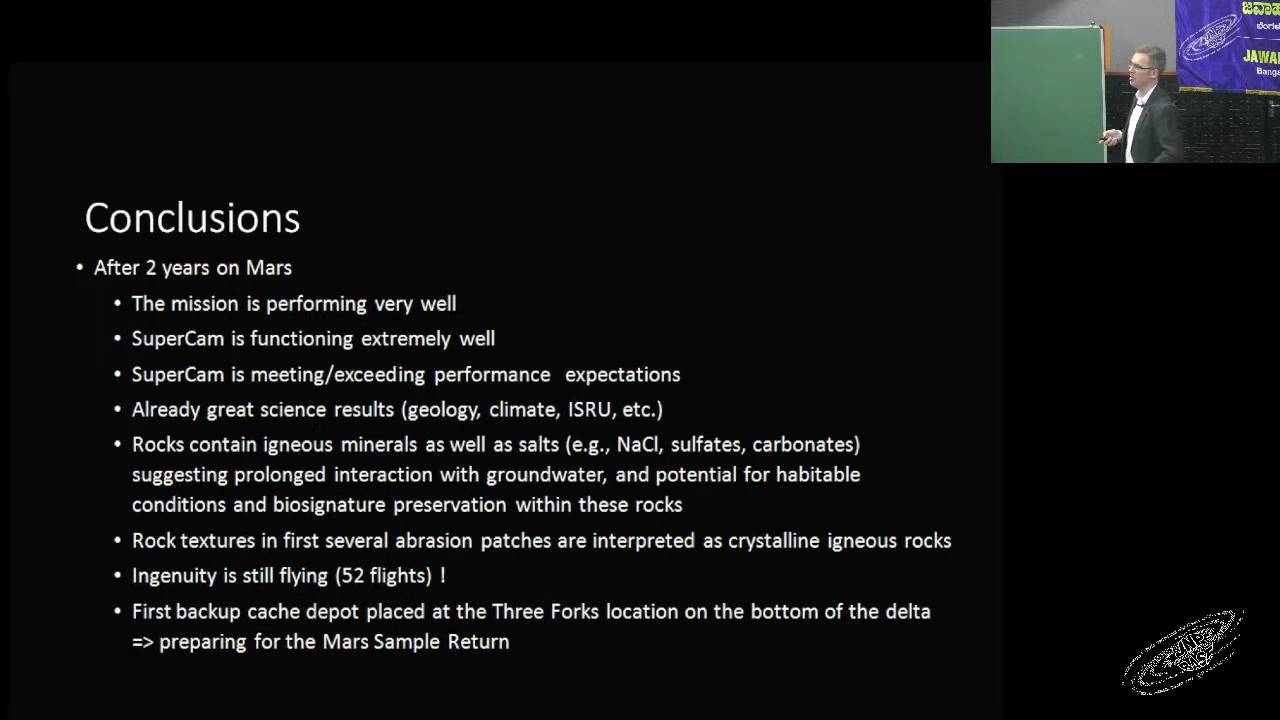 ಜವಾಹ
ಬೆಂಗಳ
JAWAH
Banga
Conclusions
• After 2 years on Mars
• The mission is performing very well
• SuperCam is functioning extremely well
• SuperCam is meeting/exceeding performance expectations
• Already great science results (geology, climate, ISRU, etc.)
• Rocks contain igneous minerals as well as salts (e.g., NaCl, sulfates, carbonates)
suggesting prolonged interaction with groundwater, and potential for habitable
conditions and biosignature preservation within these rocks
• Rock textures in first several abrasion patches are interpreted as crystalline igneous rocks
• Ingenuity is still flying (52 flights) !
• First backup cache depot placed at the Three Forks location on the bottom of the delta
=> preparing for the Mars Sample Return